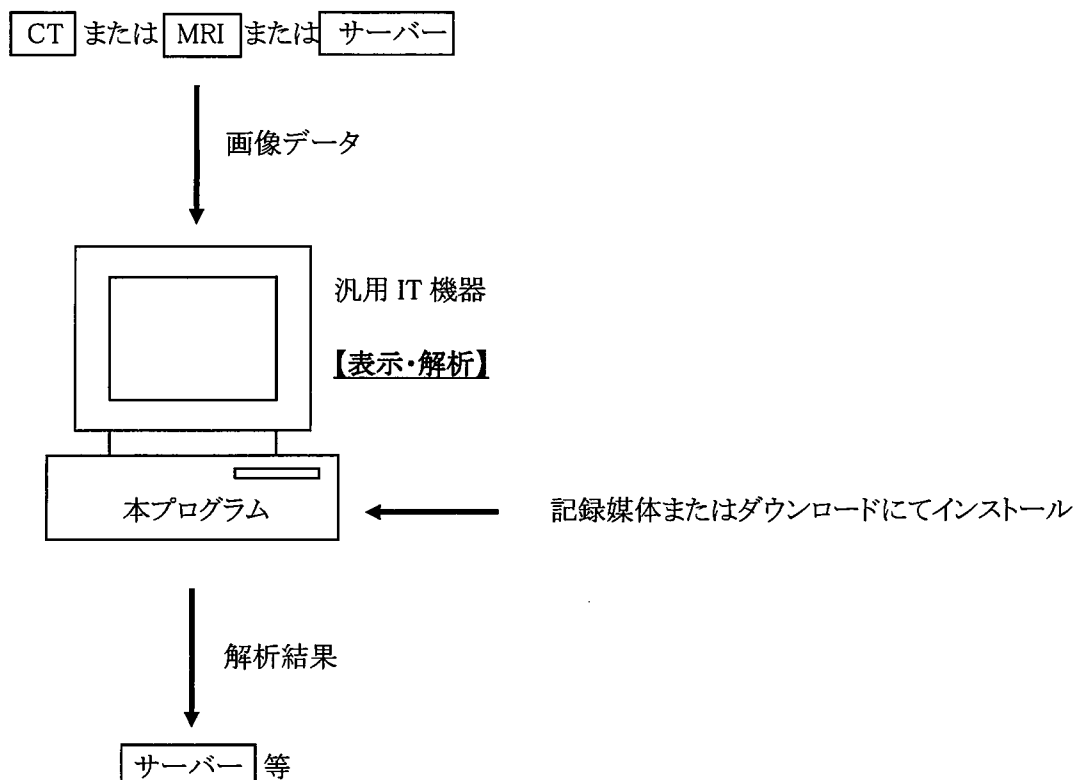 CT または MRI または サーバー
画像データ
汎用 IT 機器
【表示・解析】
本プログラム
記録媒体またはダウンロードにてインストール
解析結果
サーバー 等